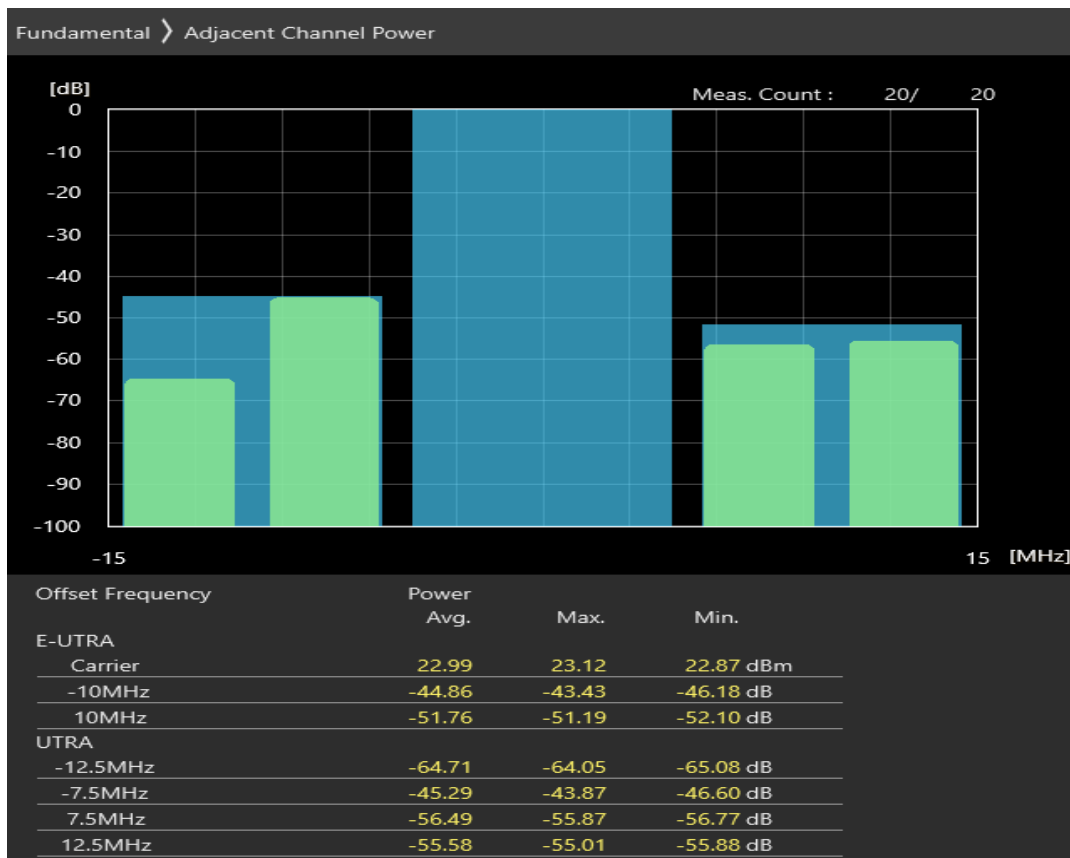 Fundamental 〉 Adjacent Channel Power
[dB]
Meas. Count : 20/ 20
0
-10
-20
-30
-40
-50
-60
-70
-80
-90
-100
-15 15 [MHz]
Offset Frequency Power
Avg. Max. Min.
E-UTRA
Carrier 22.99 23.12 22.87 dBm
-10MHz -44.86 -43.43 -46.18 dB
10MHz -51.76 -51.19 -52.10 dB
UTRA
-12.5MHz -64.71 -64.05 -65.08 dB
-7.5MHz -45.29 -43.87 -46.60 dB
7.5MHz -56.49 -55.87 -56.77 dB
12.5MHz -55.58 -55.01 -55.88 dB